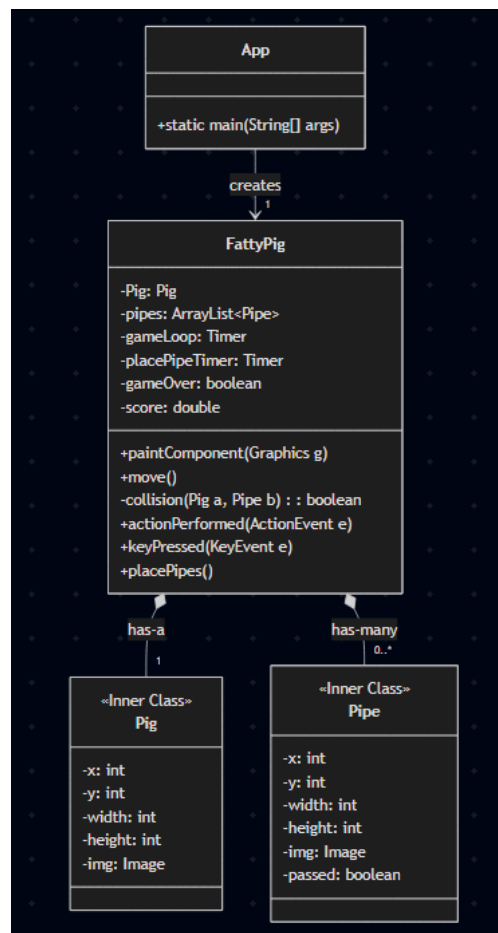 App
+static main(String[] args)
creates
1
FattyPig
-Pig: Pig
-pipes: ArrayList<Pipe>
-gameLoop: Timer
-placePipeTimer: Timer
-gameOver: boolean
-score: double
+paintComponent(Graphics g)
+move()
-collision(Pig a, Pipe b) : : boolean
+actionPerformed(ActionEvent e)
+keyPressed(KeyEvent e)
+placePipes()
has-a
1
has-many
0..*
«Inner Class»
Pig
-x: int
-y: int
-width: int
-height: int
-img: Image
«Inner Class»
Pipe
-x: int
-y: int
-width: int
-height: int
-img: Image
-passed: boolean